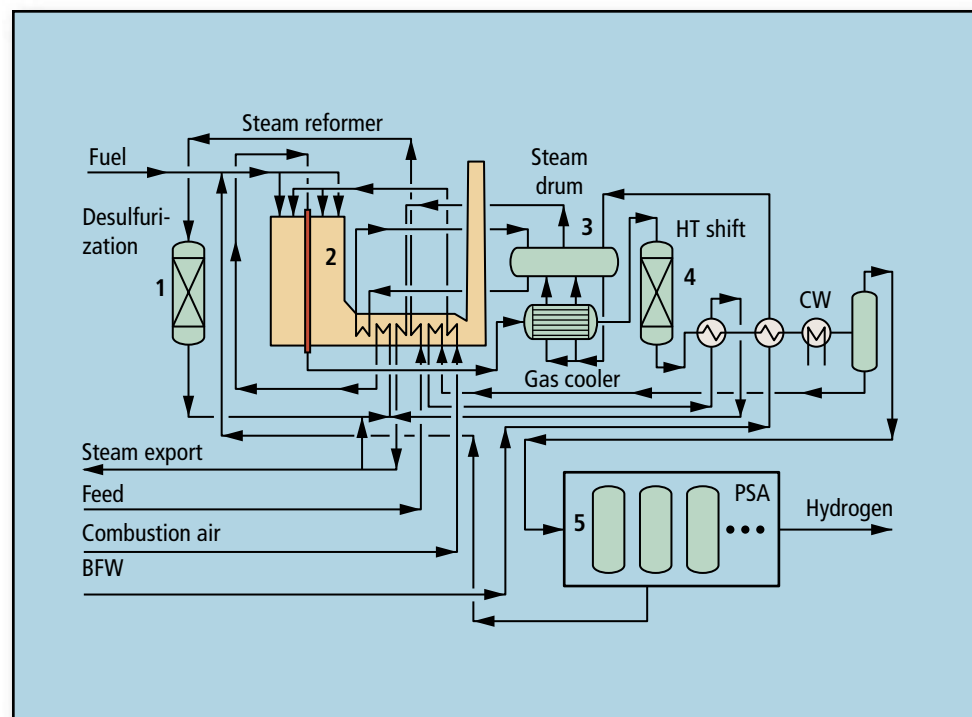 Steam reformer
Fuel
Steam
drum
Desulfuri-
zation
1
2
3
HT shift
4
CW
Gas cooler
Steam export
Feed
Combustion air
BFW
5
PSA
Hydrogen